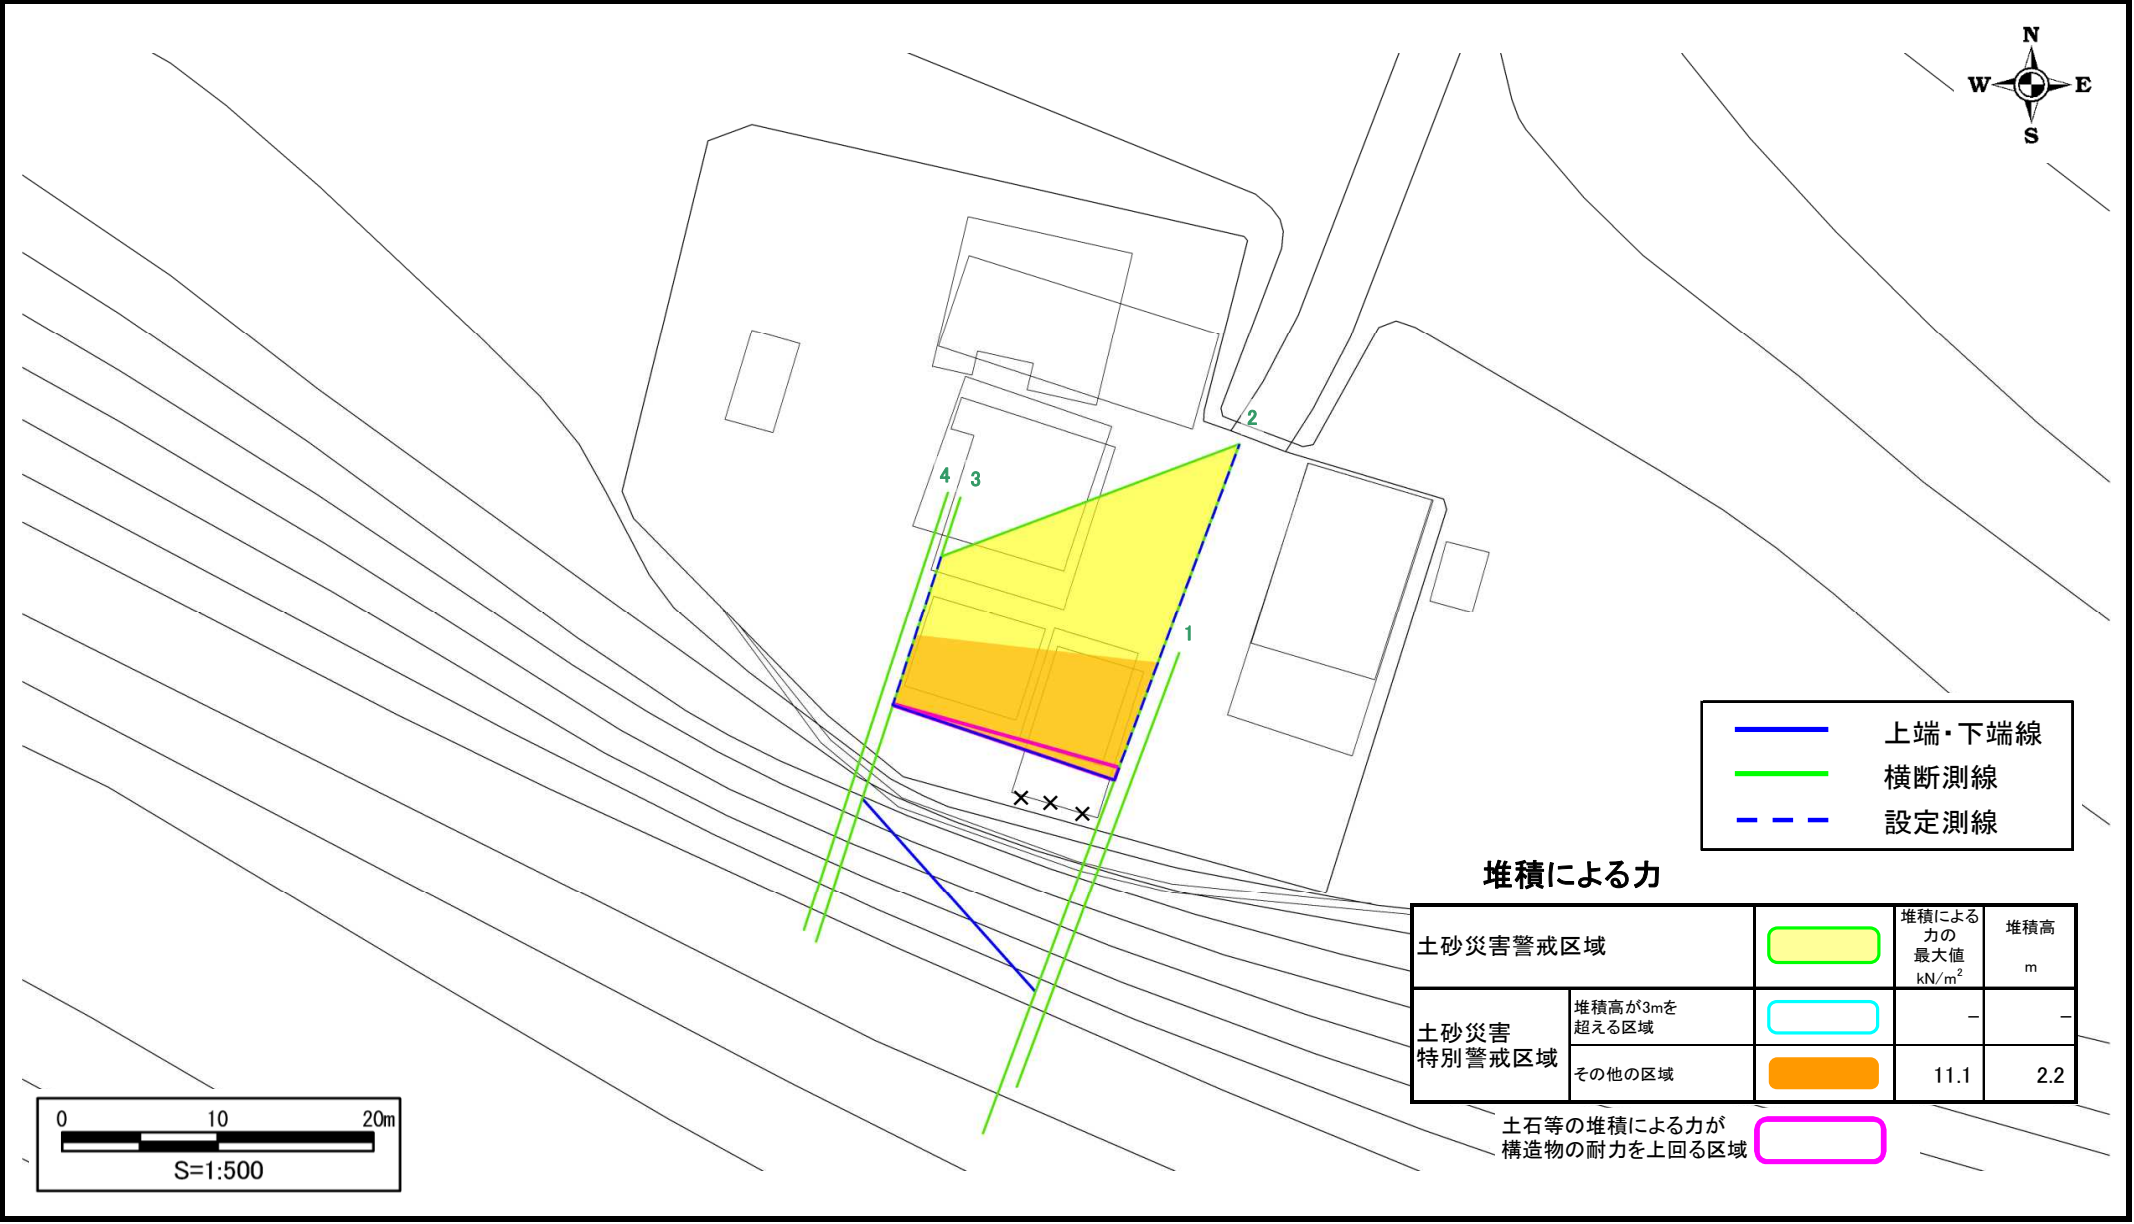 N
W E
S
2
4
3
1
上端・下端線
横断測線
設定測線
堆積による力
土砂災害警戒区域
堆積による
力の
最大値
kN/m²
堆積高
m
土砂災害
特別警戒区域
堆積高が3mを
超える区域
－
－
その他の区域
11.1
2.2
土石等の堆積による力が
構造物の耐力を上回る区域
0 10 20m
S=1:500